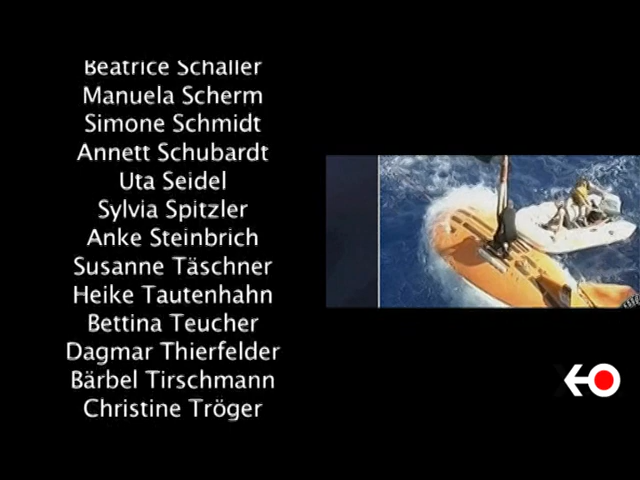 Beatrice Schaller
Manuela Scherm
Simone Schmidt
Annett Schubardt
Uta Seidel
Sylvia Spitzler
Anke Steinbrich
Susanne Täschner
Heike Tautenhahn
Bettina Teucher
Dagmar Thierfelder
Bärbel Tirschmann
Christine Tröger